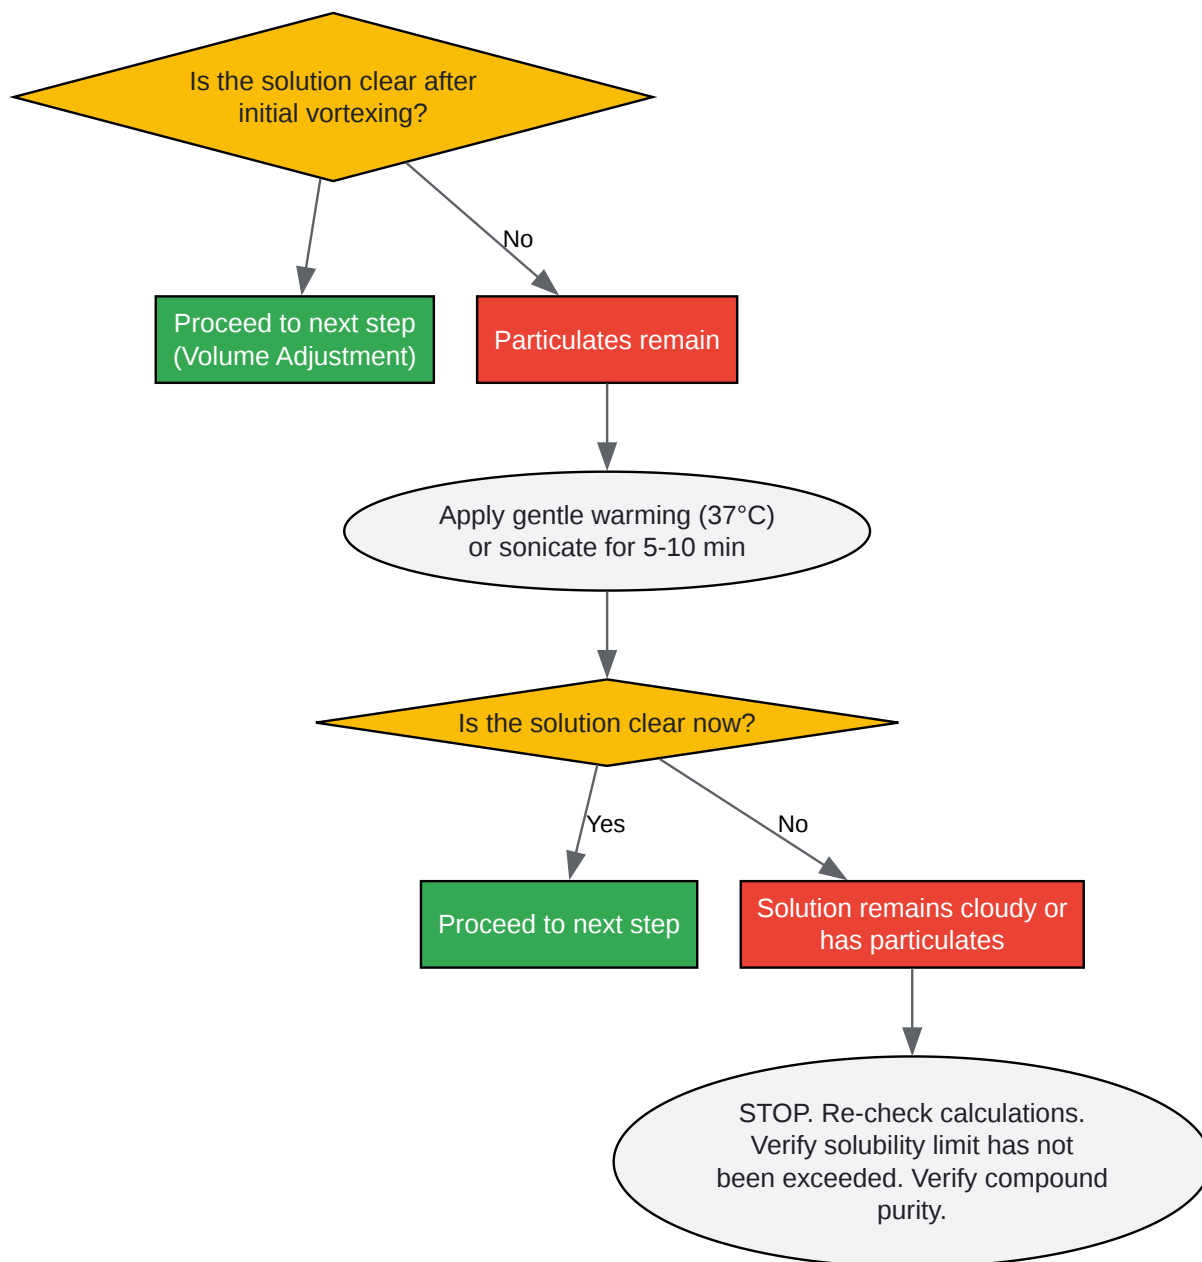 Is the solution clear after
initial vortexing?
No
Proceed to next step
(Volume Adjustment)
Particulates remain
Apply gentle warming (37°C)
or sonicate for 5-10 min
Is the solution clear now?
Yes
No
Proceed to next step
Solution remains cloudy or
has particulates
STOP. Re-check calculations.
Verify solubility limit has not
been exceeded. Verify compound
purity.